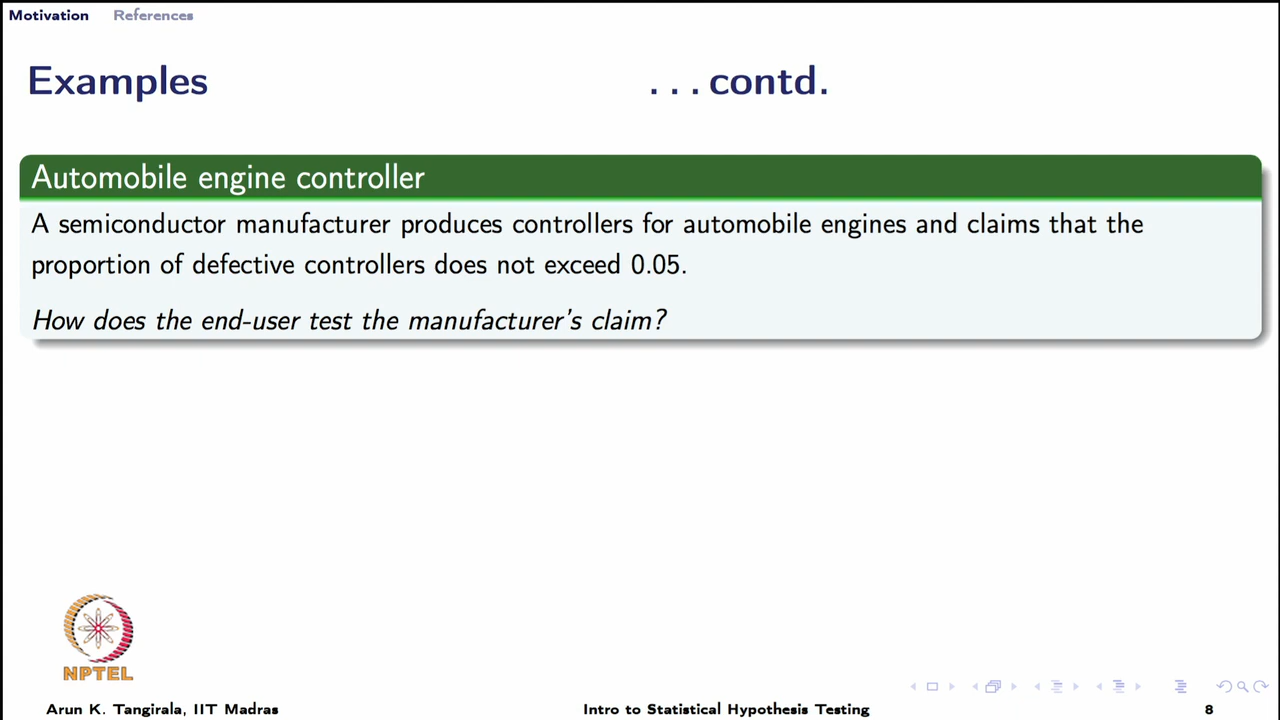 Motivation References
Examples ...contd.
Automobile engine controller
A semiconductor manufacturer produces controllers for automobile engines and claims that the
proportion of defective controllers does not exceed 0.05.
How does the end-user test the manufacturer's claim?
NPTEL
Arun K. Tangirala, IIT Madras Intro to Statistical Hypothesis Testing 8